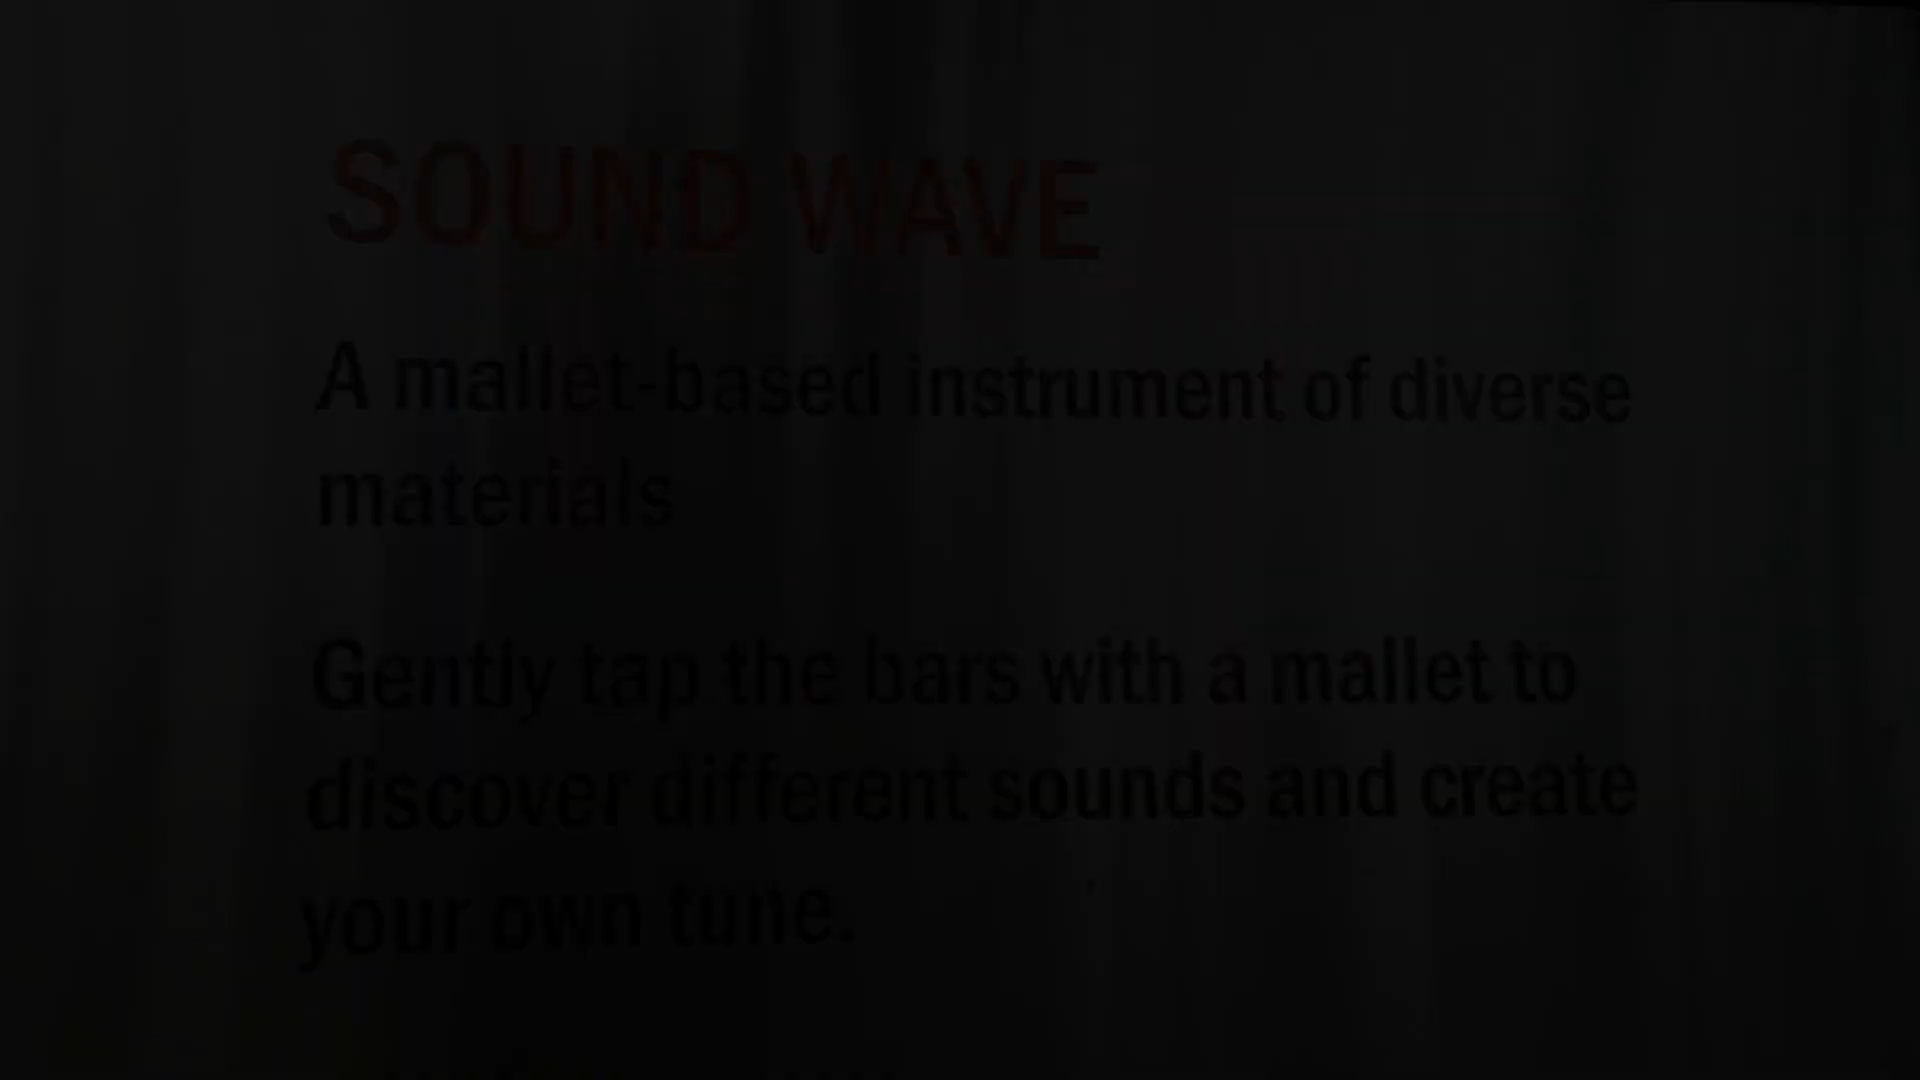 SOUND WAVE
A mallet-based instrument of diverse
materials
Gently tap the bars with a mallet to
discover different sounds and create
your own tune.